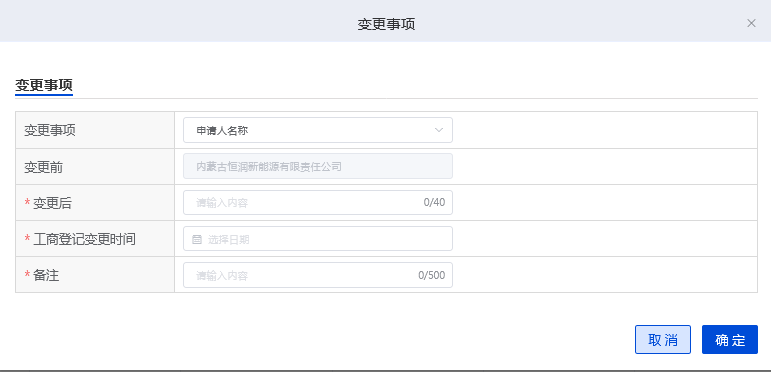 变更事项
变更事项
变更事项 申请人名称
变更前 内蒙古恒润新能源有限责任公司
* 变更后 请输入内容 0/40
* 工商登记变更时间 选择日期
* 备注 请输入内容 0/500
取消 确定